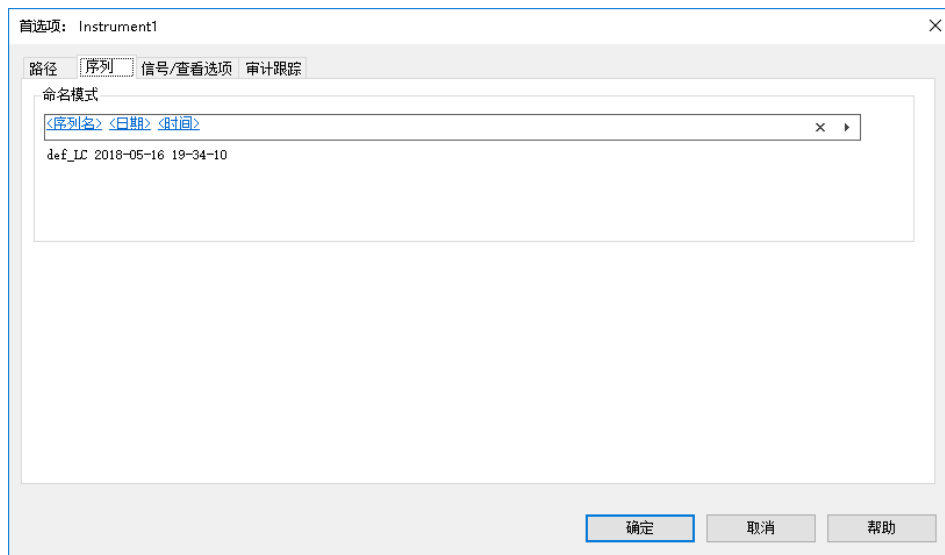 首选项: Instrument1
路径 序列 信号/查看选项 审计跟踪
命名模式
<序列名> <日期> <时间>
def_LC 2018-05-16 19-34-10
确定 取消 帮助